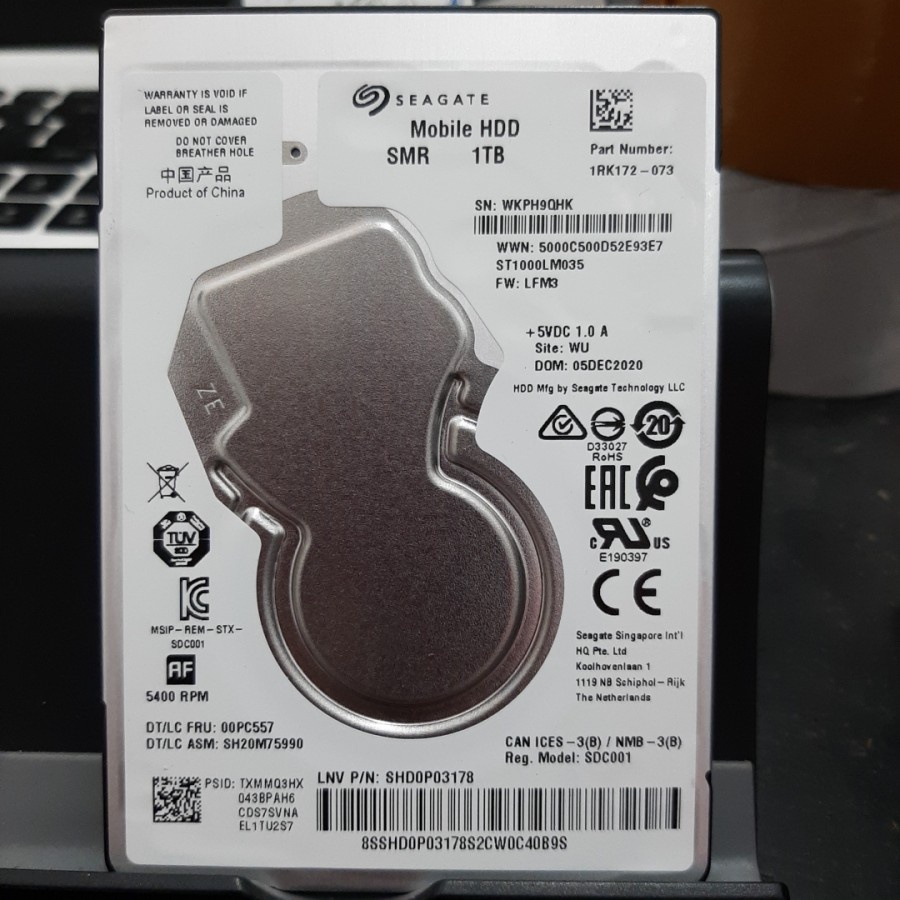 WARRANTY IS VOID IF
LABEL OR SEAL IS
REMOVED OR DAMAGED
DO NOT COVER
BREATHER HOLE
中国产品
Product of China
SEAGATE
Mobile HDD
SMR 1TB
Part Number:
1RK172-073
SN: WKPH9QHK
WWN: 5000C500D52E93E7
ST1000LM035
FW: LFM3
+5VDC 1.0 A
Site: WU
DOM: 05DEC2020
HDD Mfg by Seagate Technology LLC
20
D33027
RoHS
EAC
c RU ® US
E190397
CE
ZE
TÜV
KC
MSIP-REM-STX-
SDC001
AF
5400 RPM
Seagate Singapore Int'l
HQ Pte. Ltd
Koolhovenlaan 1
1119 NB Schiphol-Rijk
The Netherlands
DT/LC FRU: 00PC557
DT/LC ASM: SH20M75990
CAN ICES-3(B) / NMB-3(B)
Reg. Model: SDC001
PSID: TXMMQ3HX
043BPAH6
CDS7SVNA
EL1TU2S7
LNV P/N: SHD0P03178
8SSHD0P03178S2CW0C40B9S